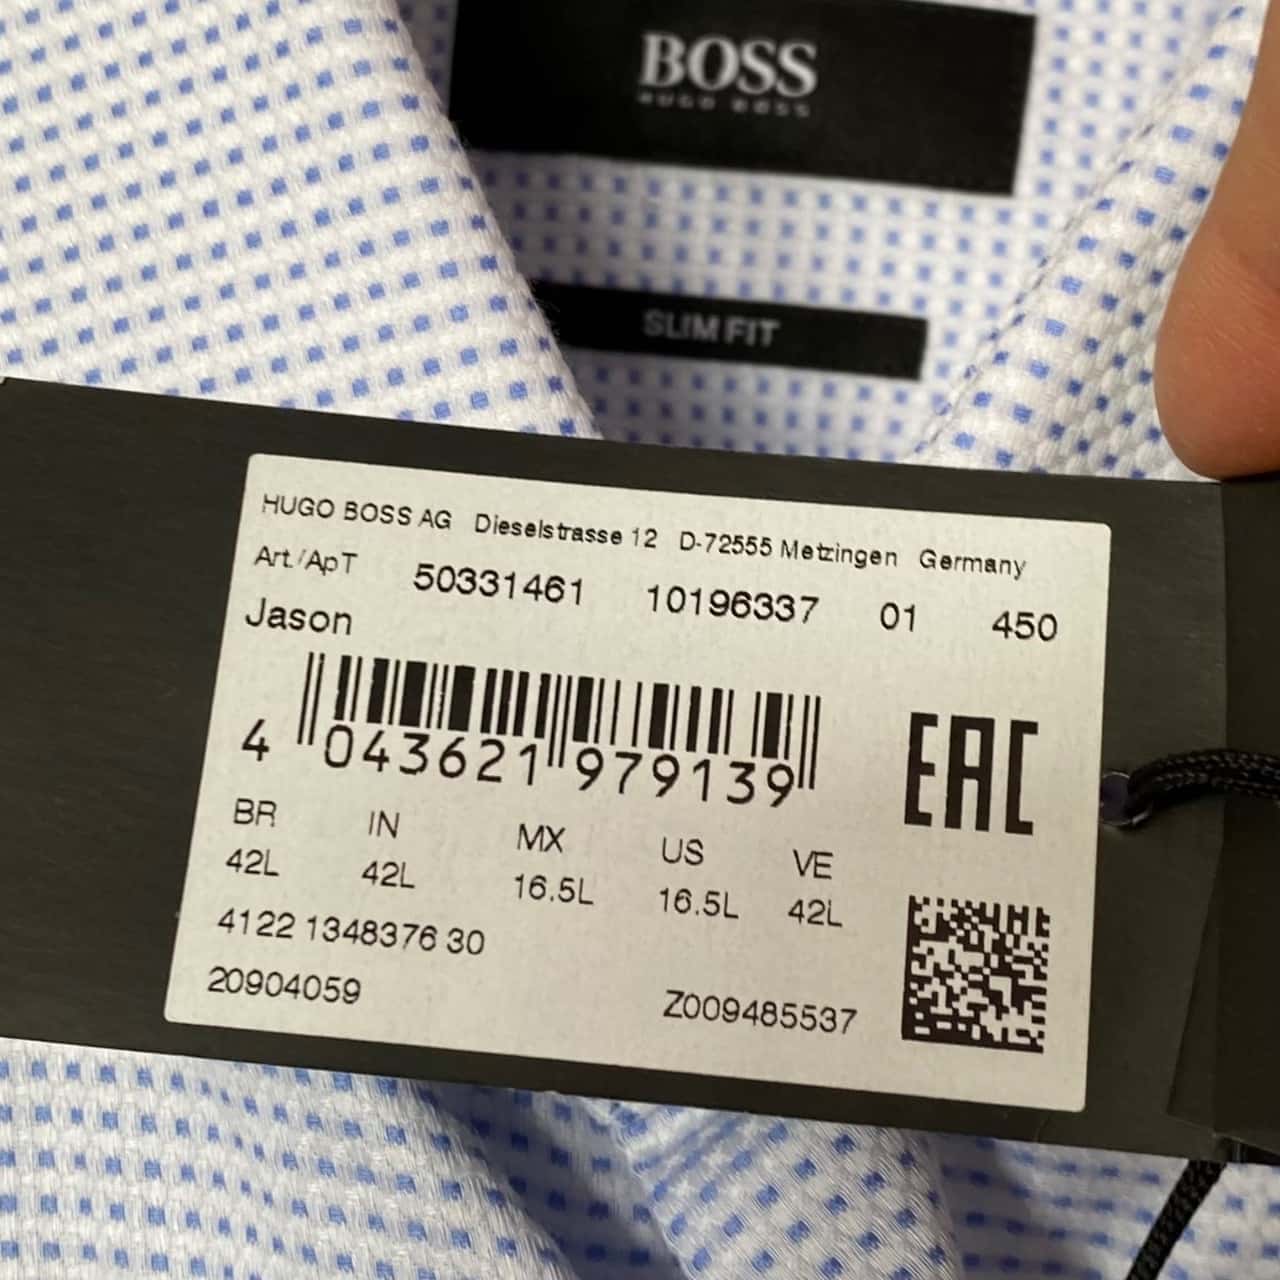 BOSS
HUGO BOSS
SLIM FIT
HUGO BOSS AG Dieselstrasse 12 D-72555 Metzingen Germany
Art./ApT 50331461 10196337 01 450
Jason
4 043621 979139
EAC
BR IN MX US VE
42L 42L 16.5L 16.5L 42L
4122 1348376 30
20904059 Z009485537